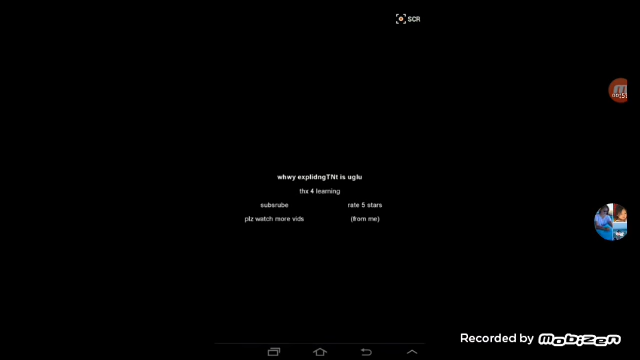 SCR
whwy explidngTNt is uglu
thx 4 learning
subsrube rate 5 stars
plz watch more vids (from me)
Recorded by Mobizen